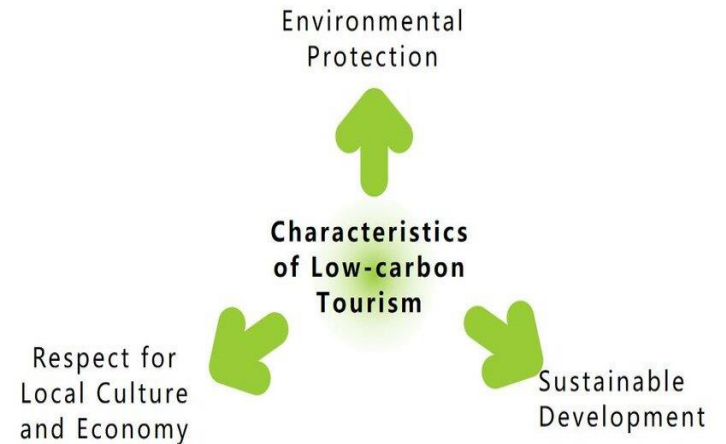 Environmental
Protection
Characteristics
of Low-carbon
Tourism
Respect for
Local Culture
and Economy
Sustainable
Development